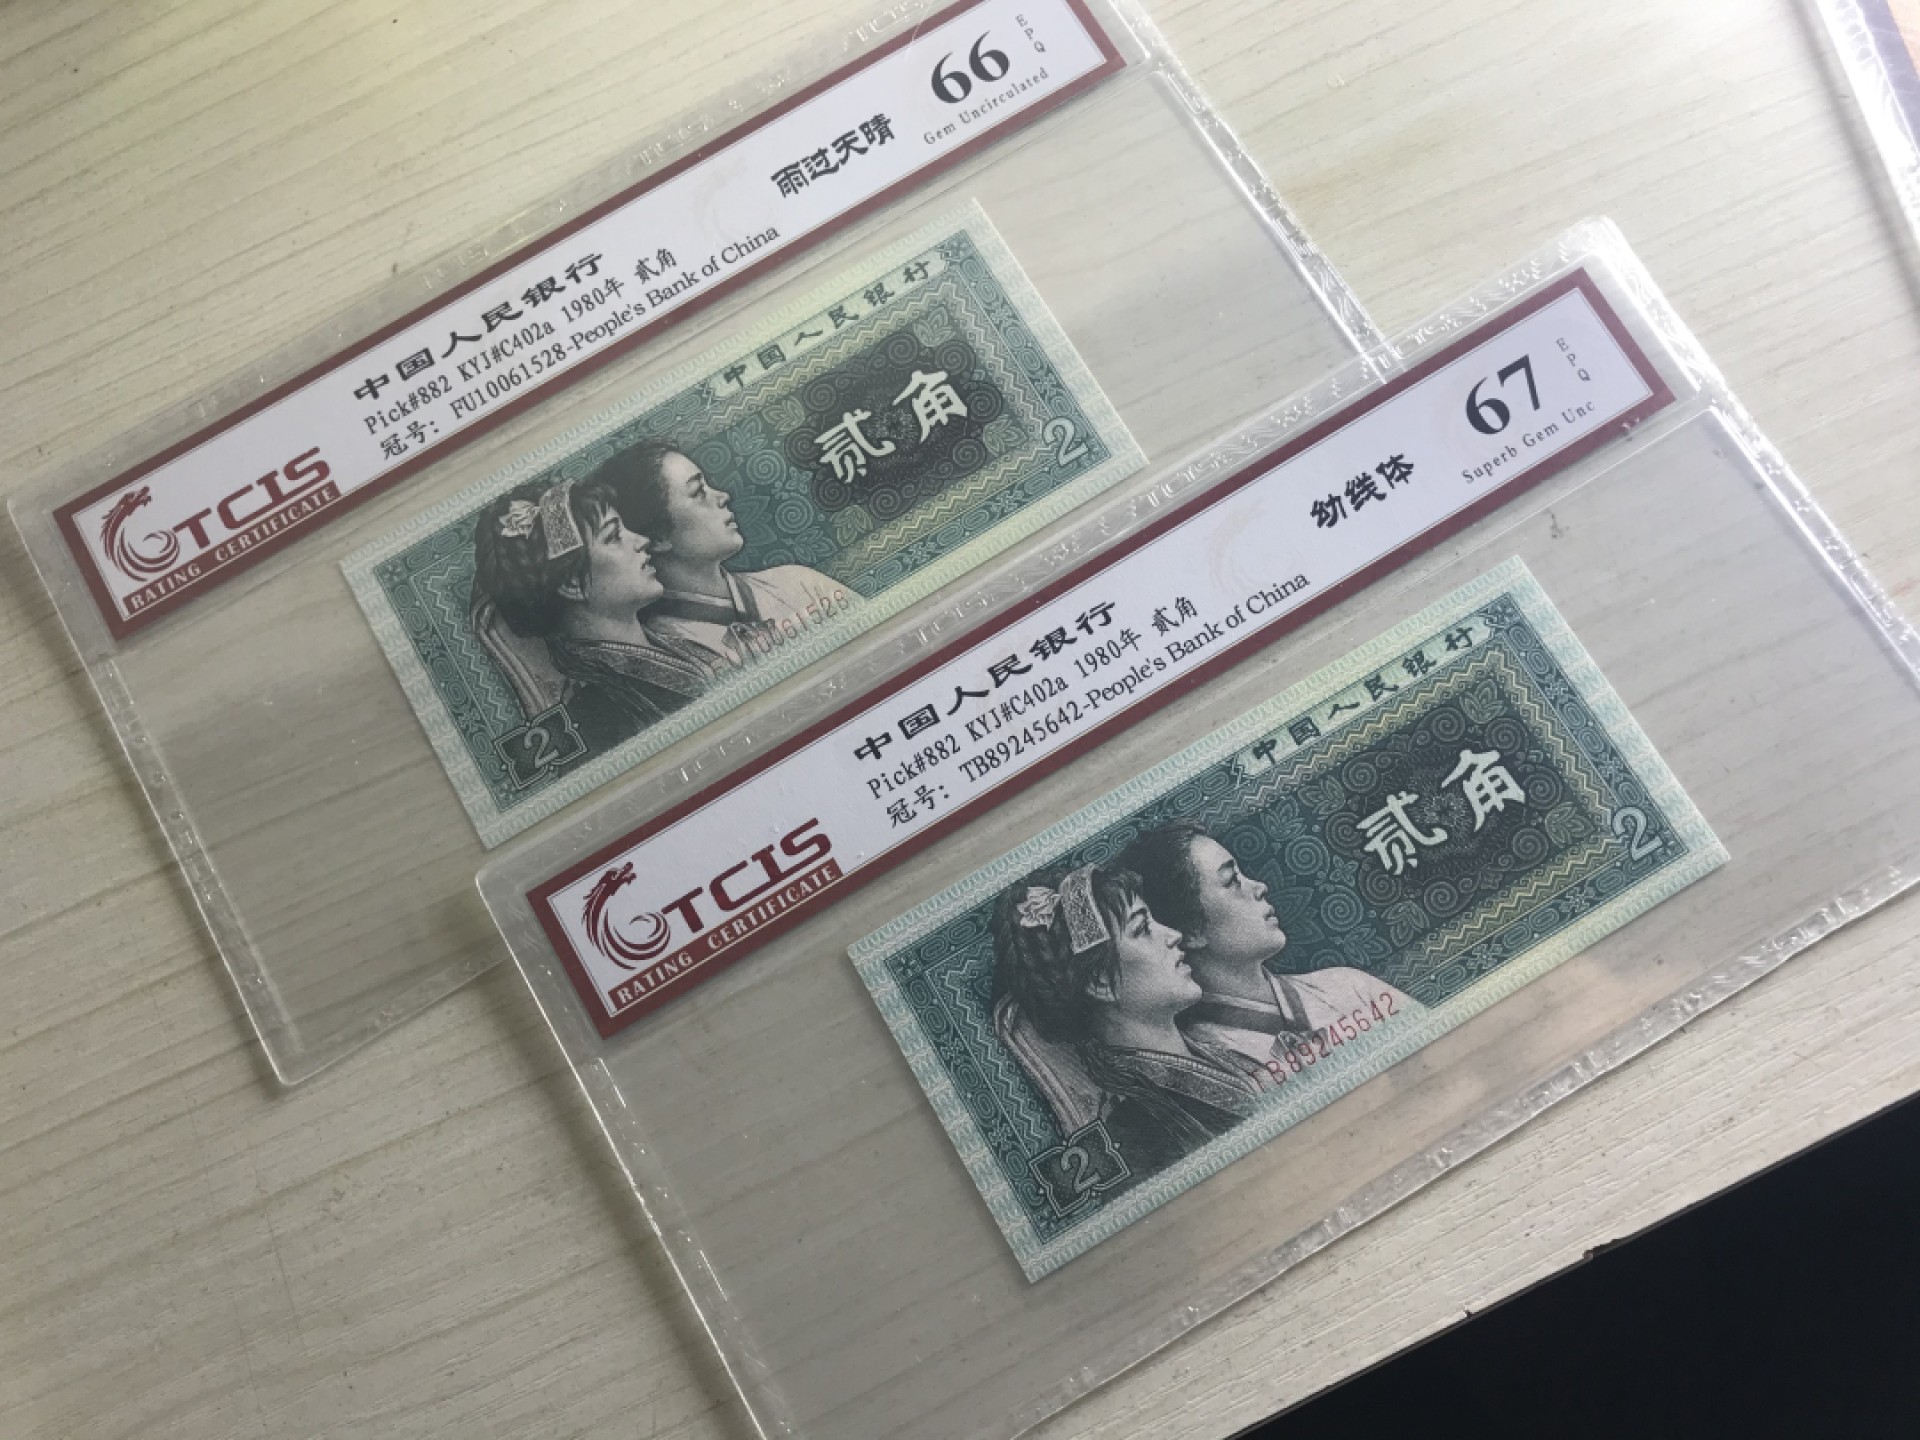 TCIS
RATING CERTIFICATE
中国人民银行
Pick#882 KYJ#C402a 1980年 贰角
冠号: FU10061528-People's Bank of China
雨过天晴
66
EPQ
Gem Uncirculated
中国人民银行
贰角
2
FU10061528
2
TCIS
RATING CERTIFICATE
中国人民银行
Pick#882 KYJ#C402a 1980年 贰角
冠号: TB89245642-People's Bank of China
幼线体
67
EPQ
Superb Gem Unc
中国人民银行
贰角
2
TB89245642
2